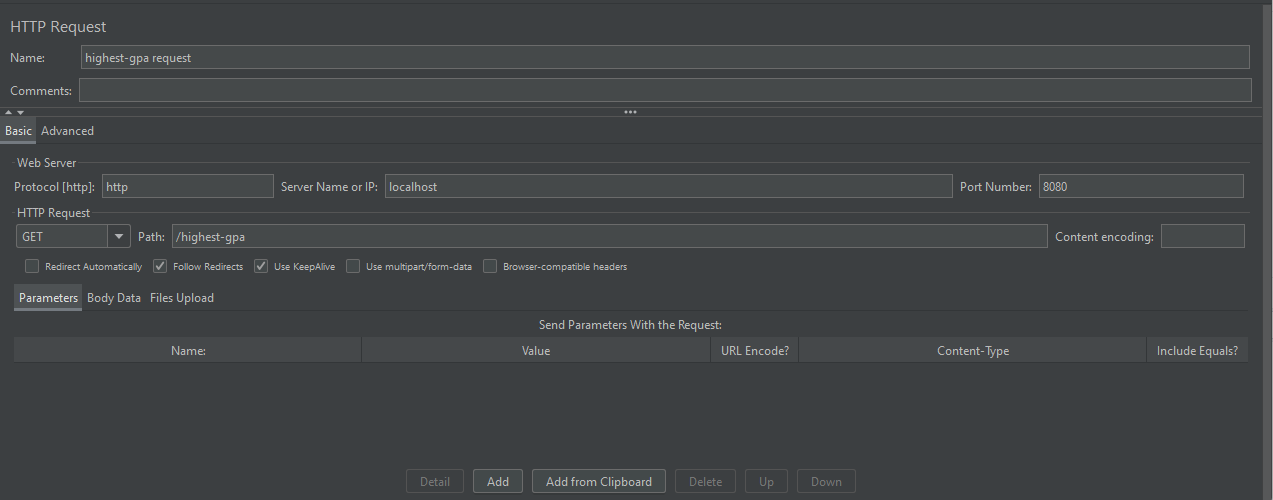 HTTP Request
Name: highest-gpa request
Comments:
Basic Advanced
Web Server
Protocol [http]: http Server Name or IP: localhost Port Number: 8080
HTTP Request
GET Path: /highest-gpa Content encoding:
Redirect Automatically Follow Redirects Use KeepAlive Use multipart/form-data Browser-compatible headers
Parameters Body Data Files Upload
Send Parameters With the Request:
Name: Value URL Encode? Content-Type Include Equals?
Detail Add Add from Clipboard Delete Up Down